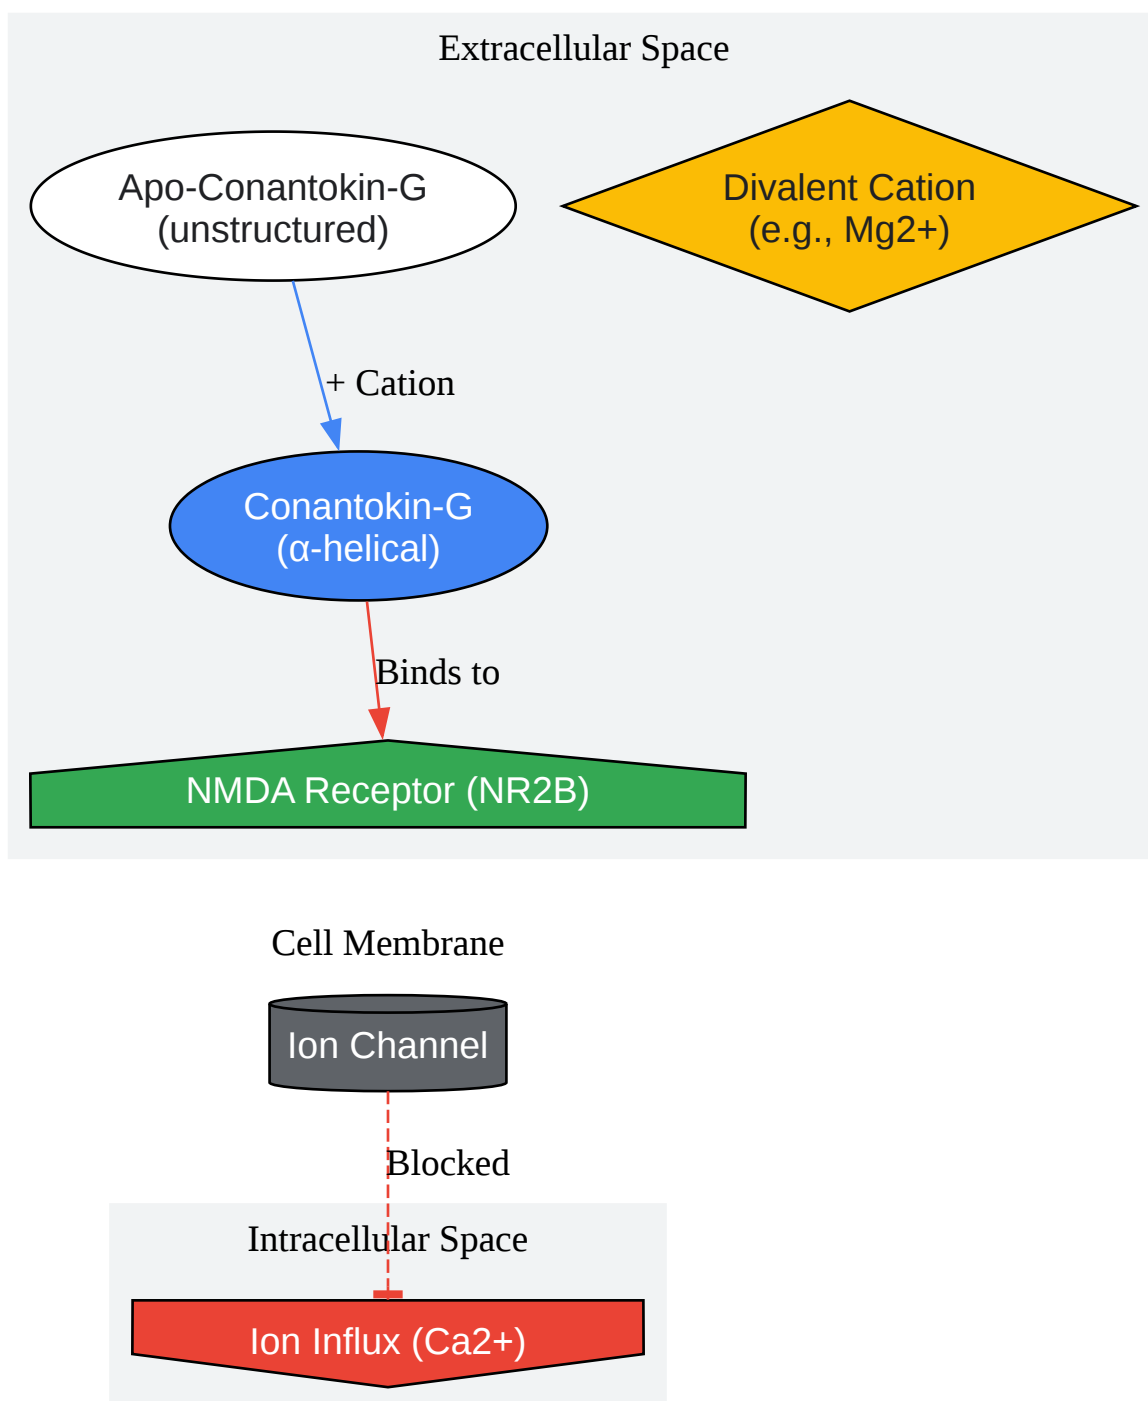 Extracellular Space
Apo-Conantokin-G
(unstructured)
Divalent Cation
(e.g., Mg2+)
+ Cation
Conantokin-G
(α-helical)
Binds to
NMDA Receptor (NR2B)
Cell Membrane
Ion Channel
Blocked
Intracellular Space
Ion Influx (Ca2+)